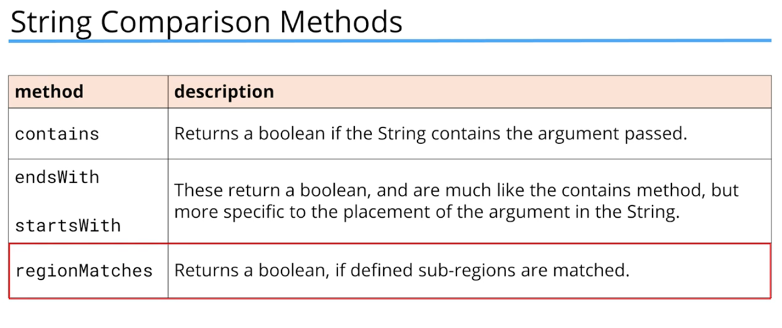 String Comparison Methods
method description
contains Returns a boolean if the String contains the argument passed.
endsWith
These return a boolean, and are much like the contains method, but
more specific to the placement of the argument in the String.
startsWith
regionMatches Returns a boolean, if defined sub-regions are matched.